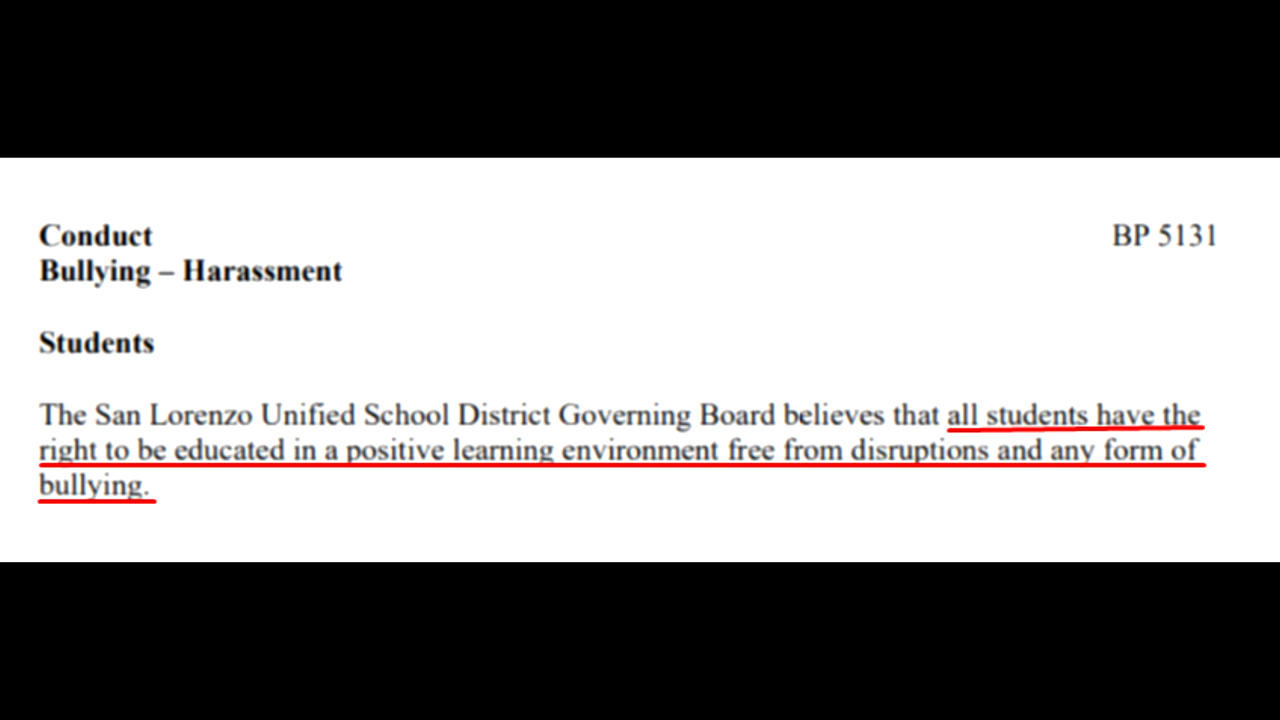 Conduct
BP 5131
Bullying – Harassment
Students
The San Lorenzo Unified School District Governing Board believes that all students have the
right to be educated in a positive learning environment free from disruptions and any form of
bullying.